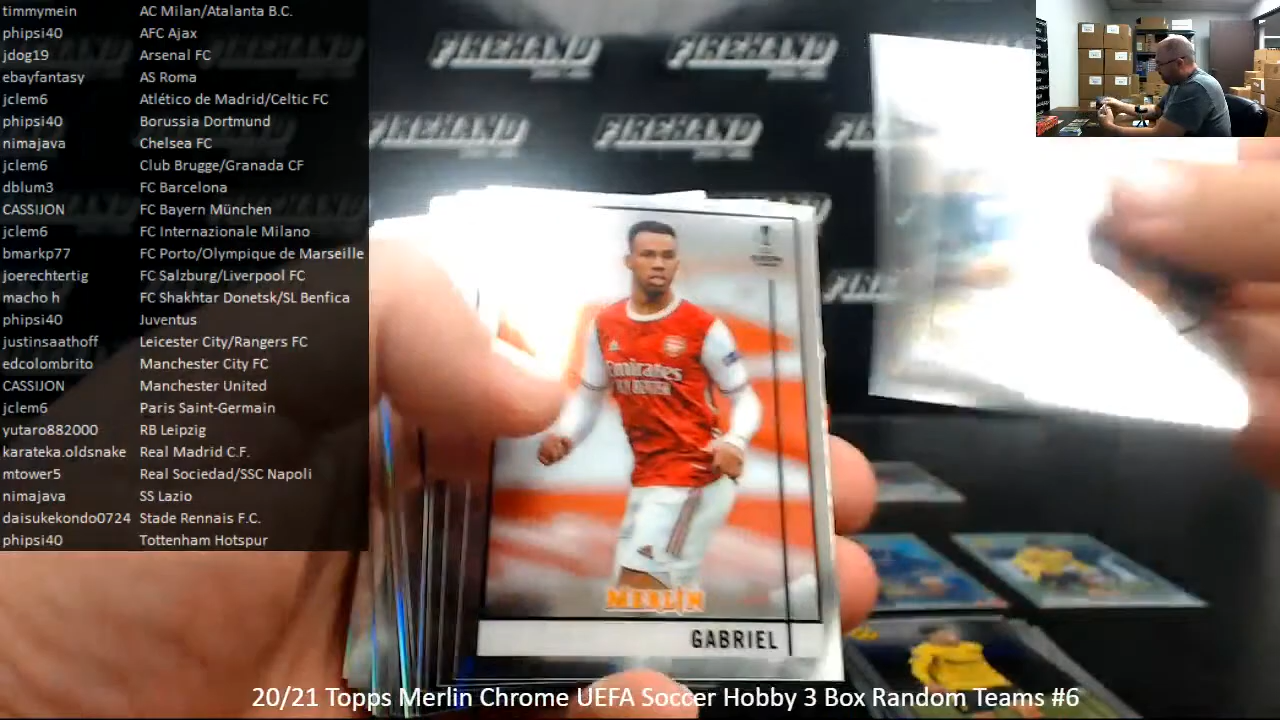 timmymein AC Milan/Atalanta B.C.
phipsi40 AFC Ajax
jdog19 Arsenal FC
ebayfantasy AS Roma
jclem6 Atlético de Madrid/Celtic FC
phipsi40 Borussia Dortmund
nimajava Chelsea FC
jclem6 Club Brugge/Granada CF
dblum3 FC Barcelona
CASSIJON FC Bayern München
jclem6 FC Internazionale Milano
bmarkp77 FC Porto/Olympique de Marseille
joerechtertig FC Salzburg/Liverpool FC
macho h FC Shakhtar Donetsk/SL Benfica
phipsi40 Juventus
justinsaathoff Leicester City/Rangers FC
edcolombrito Manchester City FC
CASSIJON Manchester United
jclem6 Paris Saint-Germain
yutaro882000 RB Leipzig
karateka.oldsnake Real Madrid C.F.
mtower5 Real Sociedad/SSC Napoli
nimajava SS Lazio
daisukekondo0724 Stade Rennais F.C.
phipsi40 Tottenham Hotspur
FIREHAND FIREHAND
FIREHAND FIREHAND
Emirates
MERLIN
GABRIEL
20/21 Topps Merlin Chrome UEFA Soccer Hobby 3 Box Random Teams #6